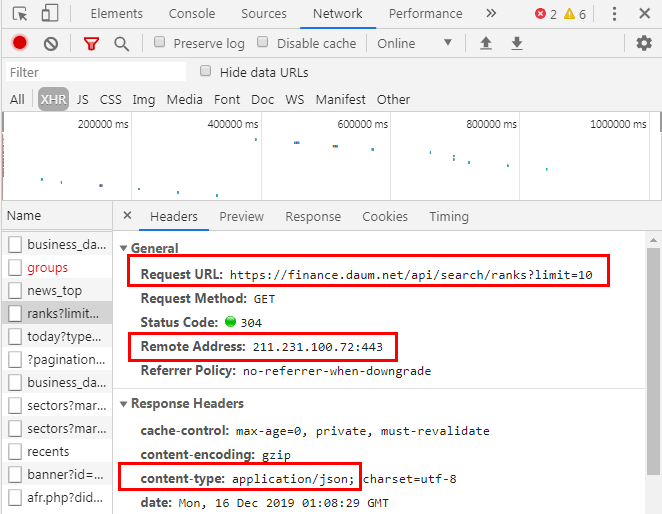 Elements Console Sources Network Performance » 2 6
Preserve log Disable cache Online
Filter Hide data URLs
All XHR JS CSS Img Media Font Doc WS Manifest Other
200000 ms 400000 ms 600000 ms 800000 ms 1000000 ms
Name × Headers Preview Response Cookies Timing
business_da...
groups
news_top
ranks?limit...
today?type...
?pagination...
business_da...
sectors?mar...
sectors?mar...
recents
banner?id=...
afr.php?did...
General
Request URL: https://finance.daum.net/api/search/ranks?limit=10
Request Method: GET
Status Code: 304
Remote Address: 211.231.100.72:443
Referrer Policy: no-referrer-when-downgrade
Response Headers
cache-control: max-age=0, private, must-revalidate
content-encoding: gzip
content-type: application/json; charset=utf-8
date: Mon, 16 Dec 2019 01:08:29 GMT